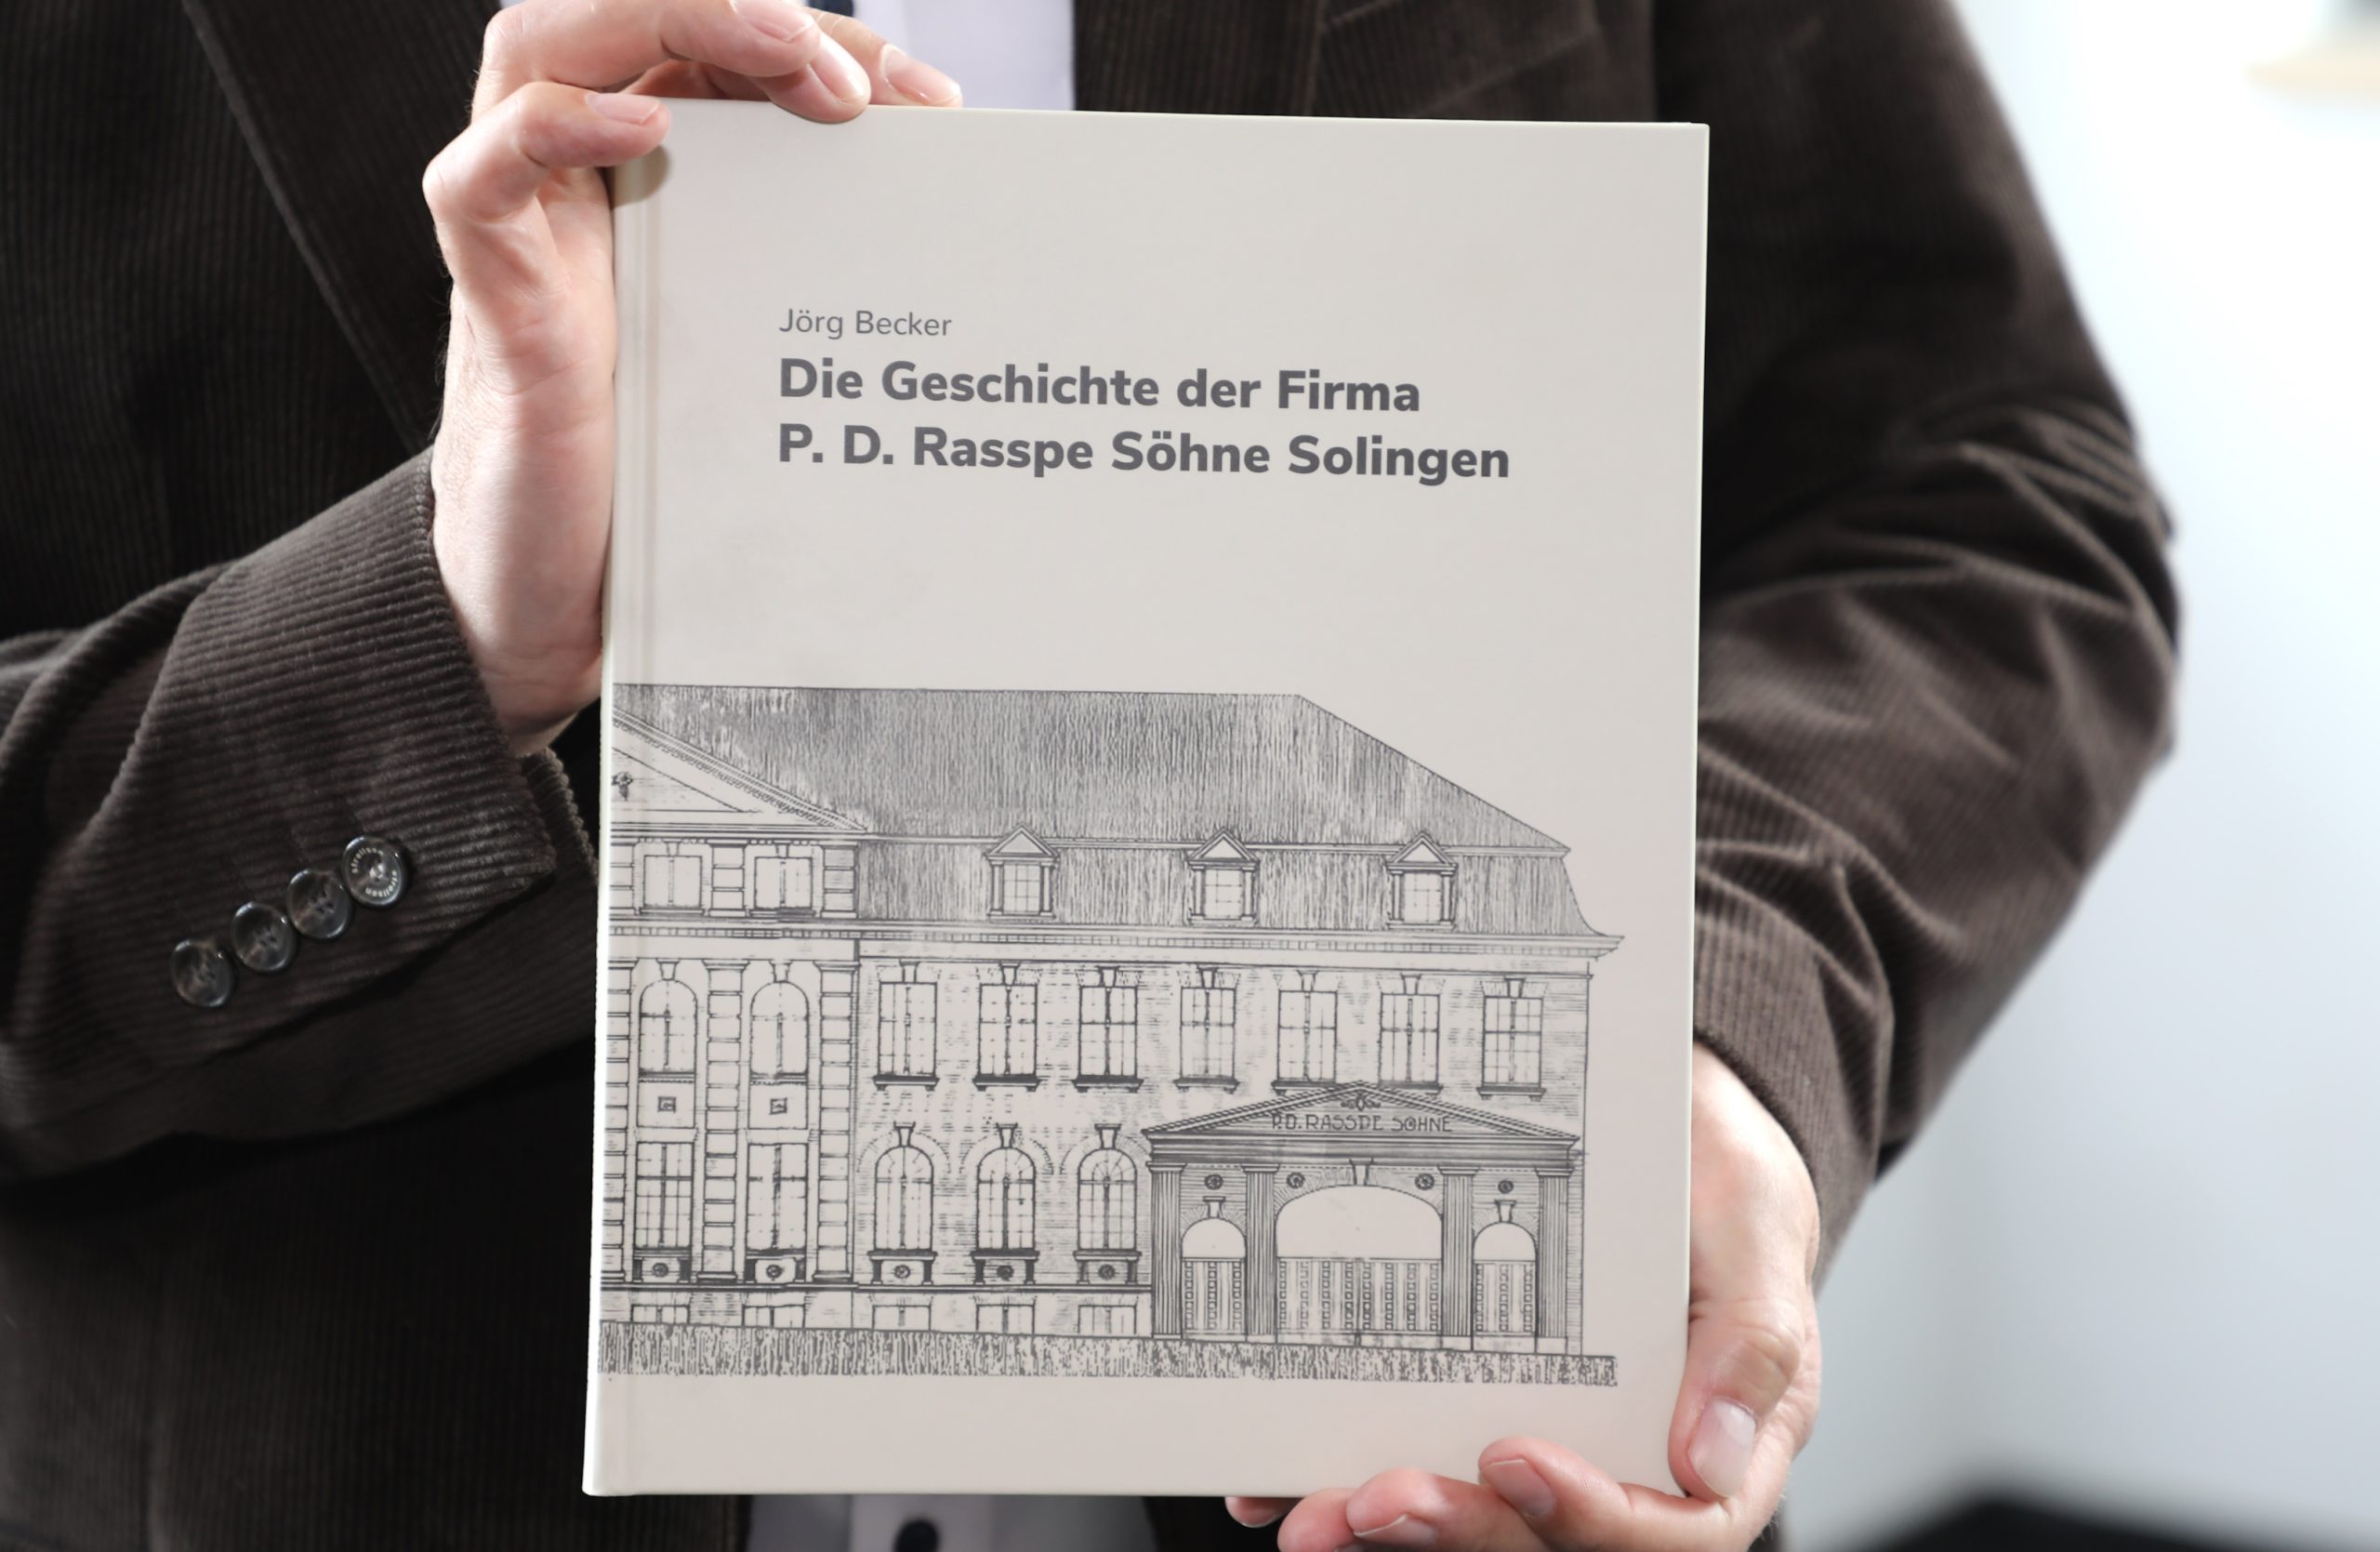 Jörg Becker
Die Geschichte der Firma
P. D. Rasspe Söhne Solingen
P.D. RASSPE SÖHNE